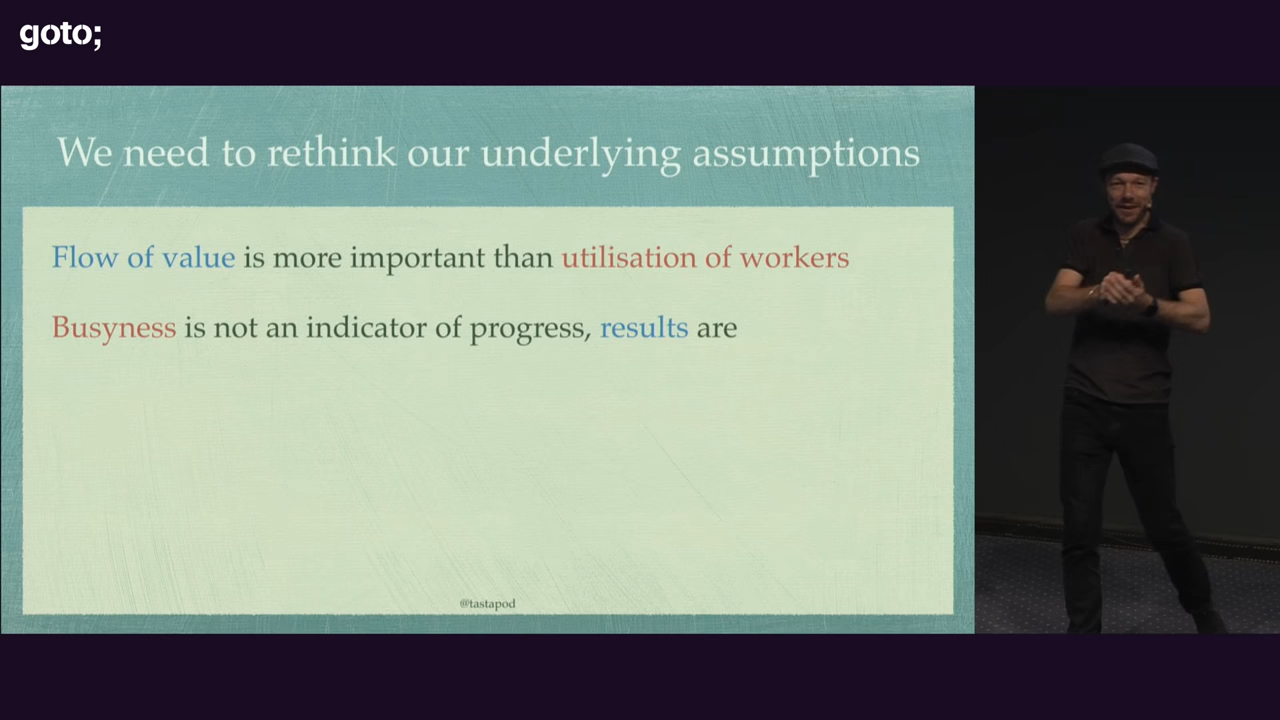 goto;
We need to rethink our underlying assumptions
Flow of value is more important than utilisation of workers
Busyness is not an indicator of progress, results are
@tastapod